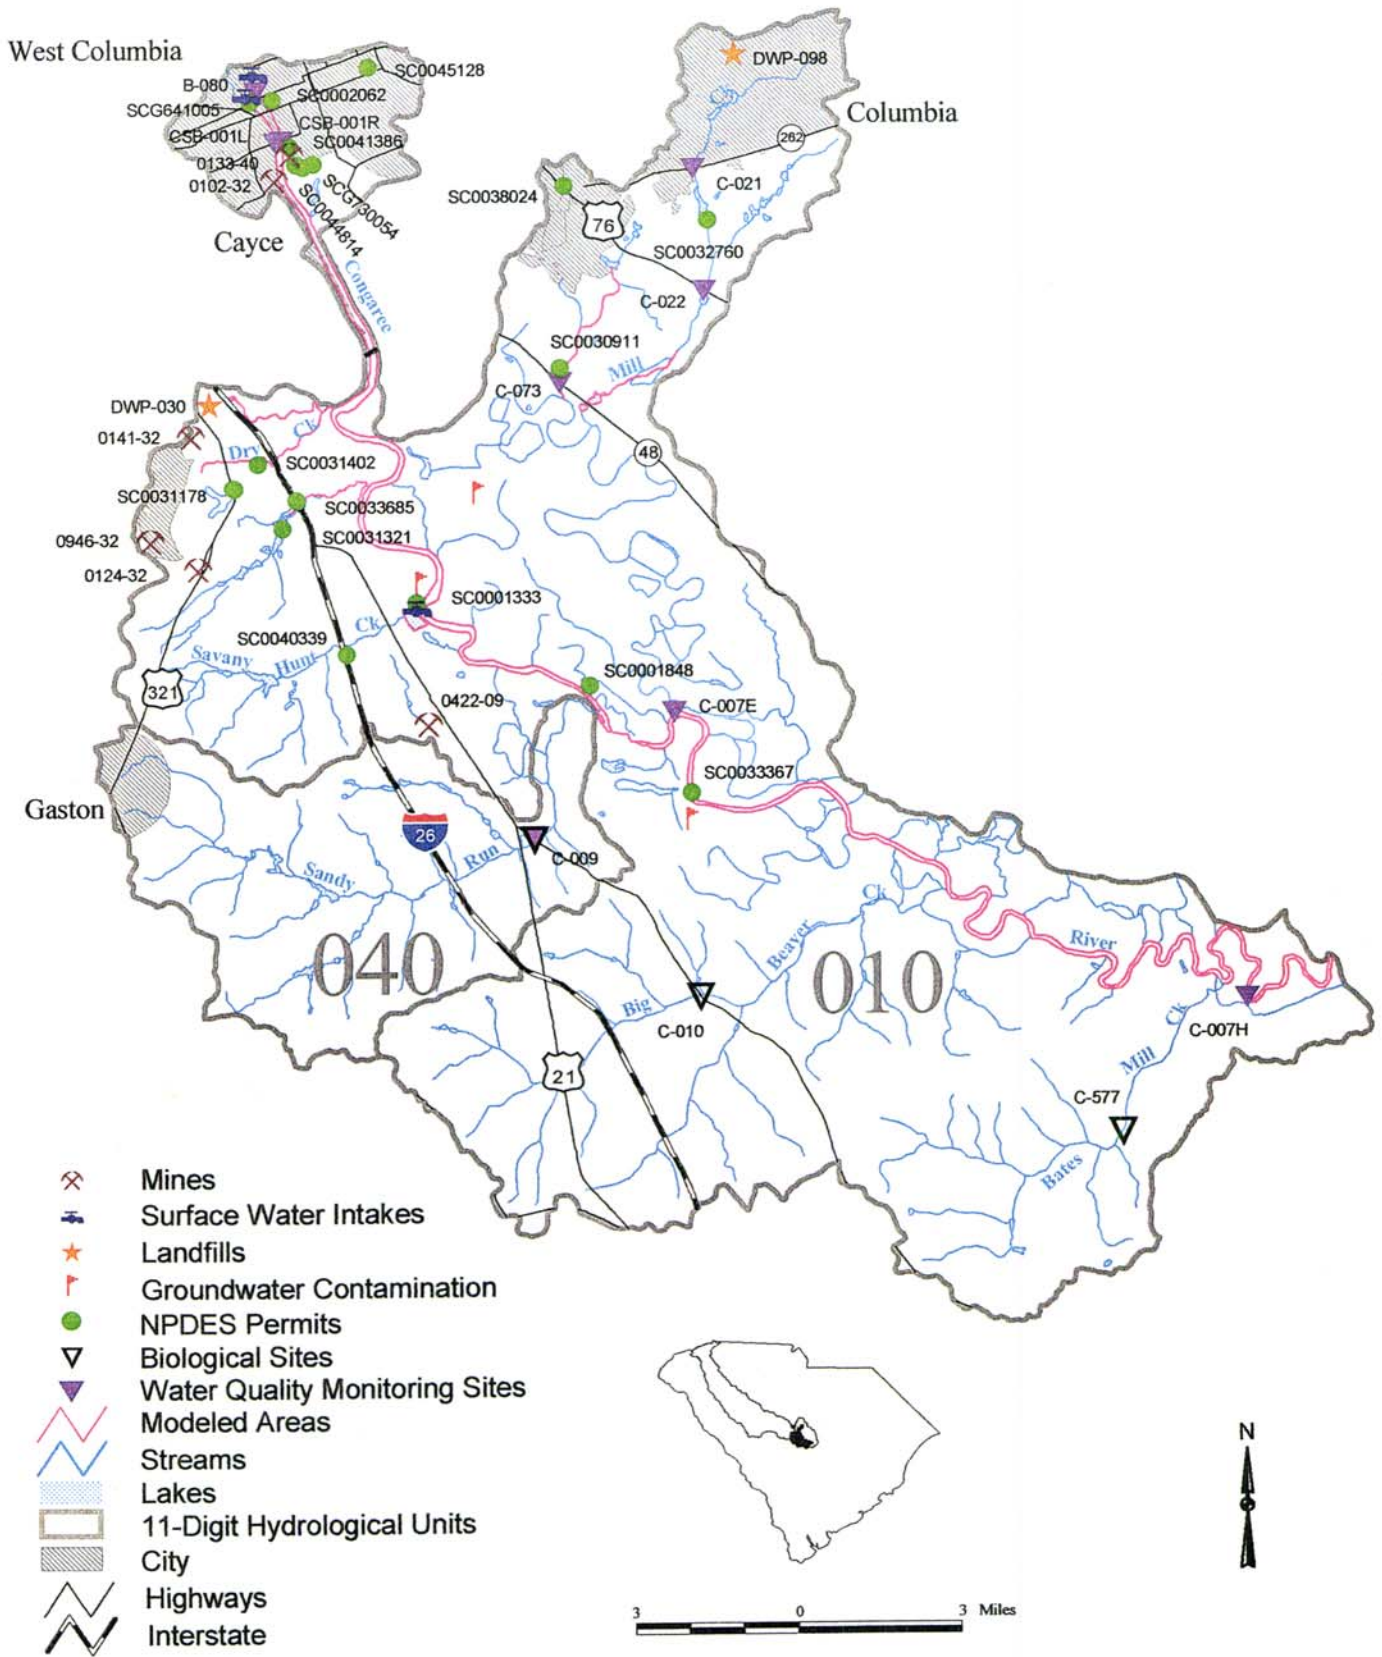 West Columbia
SC0045128
B-080
SC0002062
SCG641005
CSB-001R
CSB-001L
SC0041386
0133-40
0102-32
SCG730054
SC0044814
Cayce
Congaree
DWP-098
Columbia
262
C-021
SC0038024
76
SC0032760
C-022
SC0030911
Mill
C-073
48
DWP-030
0141-32
Dry Ck
SC0031402
SC0031178
SC0033685
SC0031321
0946-32
0124-32
SC0001333
SC0040339
Savany Hunt Ck
321
SC0001848
0422-09
C-007E
SC0033367
Gaston
26
C-009
Sandy Run
040
Beaver Ck
010
River
Big
C-010
Ck
C-007H
Mill
21
C-577
Bates
Mines
Surface Water Intakes
Landfills
Groundwater Contamination
NPDES Permits
Biological Sites
Water Quality Monitoring Sites
Modeled Areas
Streams
Lakes
11-Digit Hydrological Units
City
Highways
Interstate
N
3 0 3 Miles